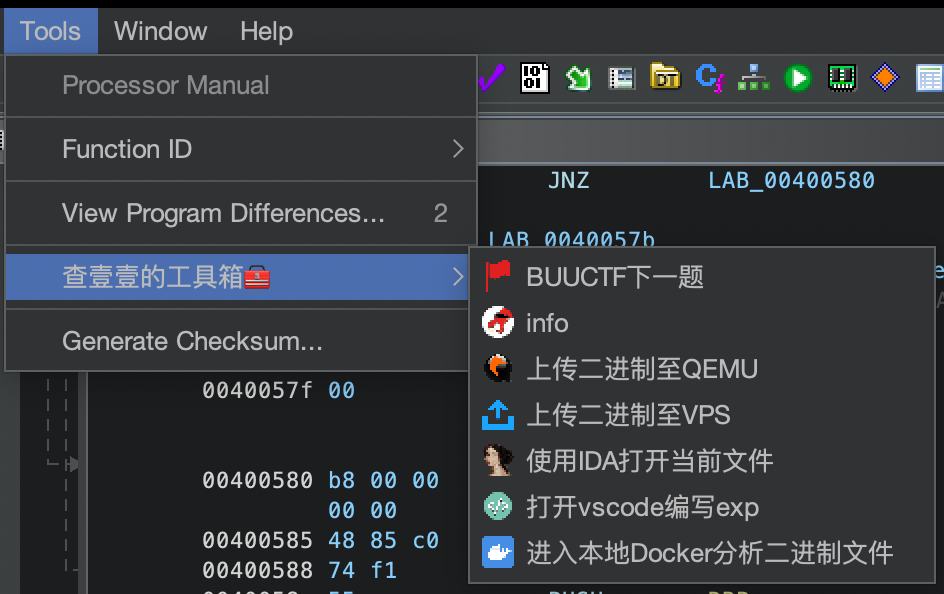 Tools Window Help
Processor Manual
Function ID
View Program Differences... 2
查壹壹的工具箱
Generate Checksum...
JNZ LAB_00400580
LAB_0040057b
BUUCTF下一题
info
上传二进制至QEMU
上传二进制至VPS
使用IDA打开当前文件
打开vscode编写exp
进入本地Docker分析二进制文件
0040057f 00
00400580 b8 00 00
00 00
00400585 48 85 c0
00400588 74 f1